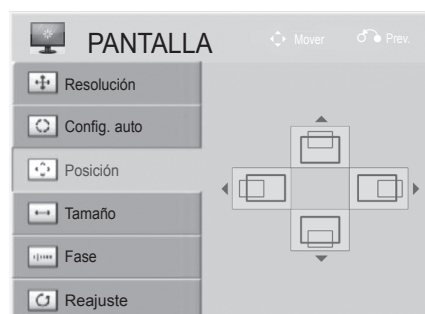 PANTALLA
Mover
Prev.
Resolución
Config. auto
Posición
Tamaño
Fase
Reajuste